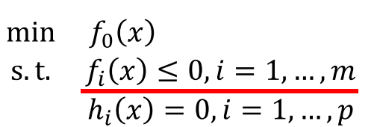 min f₀(x)
s.t. fᵢ(x) ≤ 0, i = 1, …, m
hᵢ(x) = 0, i = 1, …, p